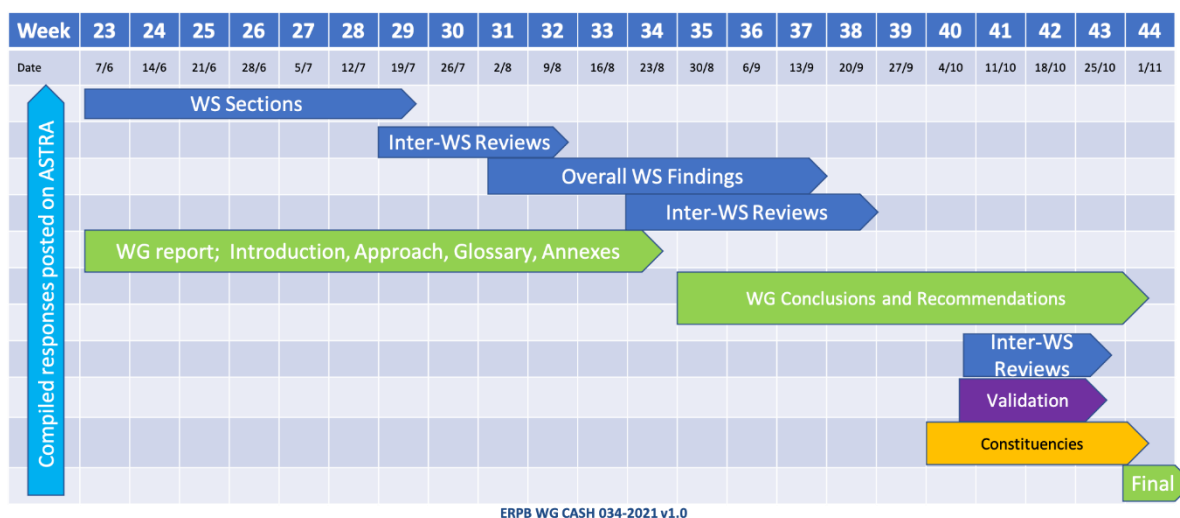 Week 23 24 25 26 27 28 29 30 31 32 33 34 35 36 37 38 39 40 41 42 43 44
Date 7/6 14/6 21/6 28/6 5/7 12/7 19/7 26/7 2/8 9/8 16/8 23/8 30/8 6/9 13/9 20/9 27/9 4/10 11/10 18/10 25/10 1/11
Compiled responses posted on ASTRA
WS Sections
Inter-WS Reviews
Overall WS Findings
Inter-WS Reviews
WG report; Introduction, Approach, Glossary, Annexes
WG Conclusions and Recommendations
Inter-WS
Reviews
Validation
Constituencies
Final
ERPB WG CASH 034-2021 v1.0